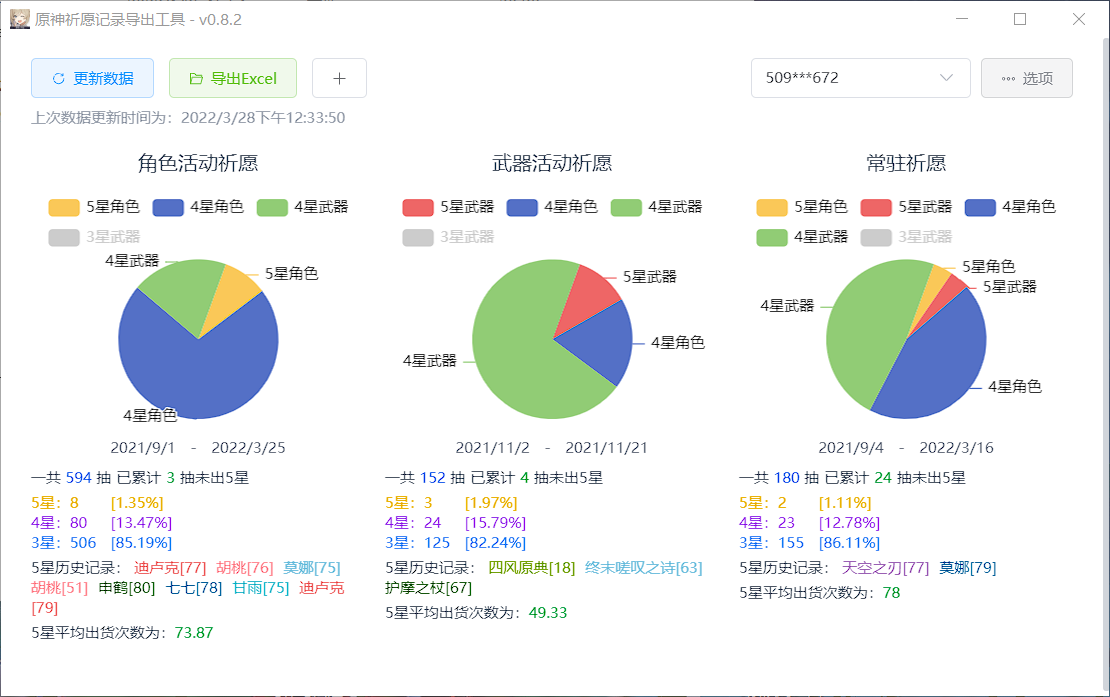 原神祈愿记录导出工具 - v0.8.2
更新数据 导出Excel 509***672 选项
上次数据更新时间为：2022/3/28下午12:33:50
角色活动祈愿
5星角色 4星角色 4星武器
3星武器
4星武器
5星角色
4星角色
2021/9/1 - 2022/3/25
一共 594 抽 已累计 3 抽未出5星
5星：8 [1.35%]
4星：80 [13.47%]
3星：506 [85.19%]
5星历史记录： 迪卢克[77] 胡桃[76] 莫娜[75]
胡桃[51] 申鹤[80] 七七[78] 甘雨[75] 迪卢克
[79]
5星平均出货次数为：73.87
武器活动祈愿
5星武器 4星角色 4星武器
3星武器
5星武器
4星角色
4星武器
2021/11/2 - 2021/11/21
一共 152 抽 已累计 4 抽未出5星
5星：3 [1.97%]
4星：24 [15.79%]
3星：125 [82.24%]
5星历史记录： 四风原典[18] 终末嗟叹之诗[63]
护摩之杖[67]
5星平均出货次数为：49.33
常驻祈愿
5星角色 5星武器 4星角色
4星武器 3星武器
5星角色
5星武器
4星武器
4星角色
2021/9/4 - 2022/3/16
一共 180 抽 已累计 24 抽未出5星
5星：2 [1.11%]
4星：23 [12.78%]
3星：155 [86.11%]
5星历史记录： 天空之刃[77] 莫娜[79]
5星平均出货次数为：78